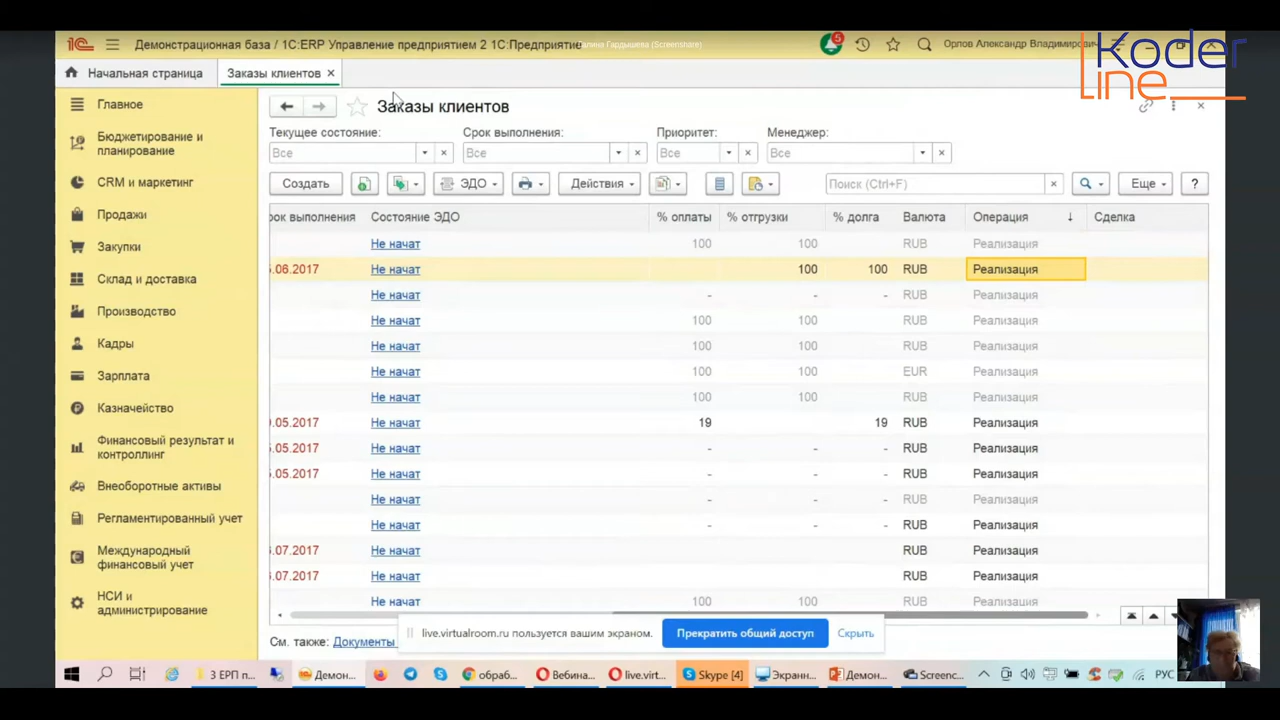 Демонстрационная база / 1С:ERP Управление предприятием 2 1С:Предприятие
Галина Гардышева (Screenshare)
5
Орлов Александр Владимирович
Koder
line
Начальная страница
Заказы клиентов ×
Главное
Бюджетирование и
планирование
CRM и маркетинг
Продажи
Закупки
Склад и доставка
Производство
Кадры
Зарплата
Казначейство
Финансовый результат и
контроллинг
Внеоборотные активы
Регламентированный учет
Международный
финансовый учет
НСИ и
администрирование
Заказы клиентов
Текущее состояние: Срок выполнения: Приоритет: Менеджер:
Все Все Все Все
Создать ЭДО Действия Поиск (Ctrl+F) × Еще ?
рок выполнения Состояние ЭДО % оплаты % отгрузки % долга Валюта Операция ↓ Сделка
Не начат 100 100 RUB Реализация
.06.2017 Не начат 100 100 RUB Реализация
Не начат - - - RUB Реализация
Не начат 100 100 RUB Реализация
Не начат 100 100 RUB Реализация
Не начат 100 100 EUR Реализация
Не начат 100 100 RUB Реализация
.05.2017 Не начат 19 19 RUB Реализация
.05.2017 Не начат - - - RUB Реализация
.05.2017 Не начат - - - RUB Реализация
Не начат - - - RUB Реализация
Не начат - - - RUB Реализация
.07.2017 Не начат RUB Реализация
.07.2017 Не начат RUB Реализация
Не начат 100 100 RUB Реализация
См. также: Документы
live.virtualroom.ru пользуется вашим экраном. Прекратить общий доступ Скрыть
3 ЕРП п... Демон... обраб... Вебина... live.virt... Skype [4] Экранн... Демон... Screenc... РУС